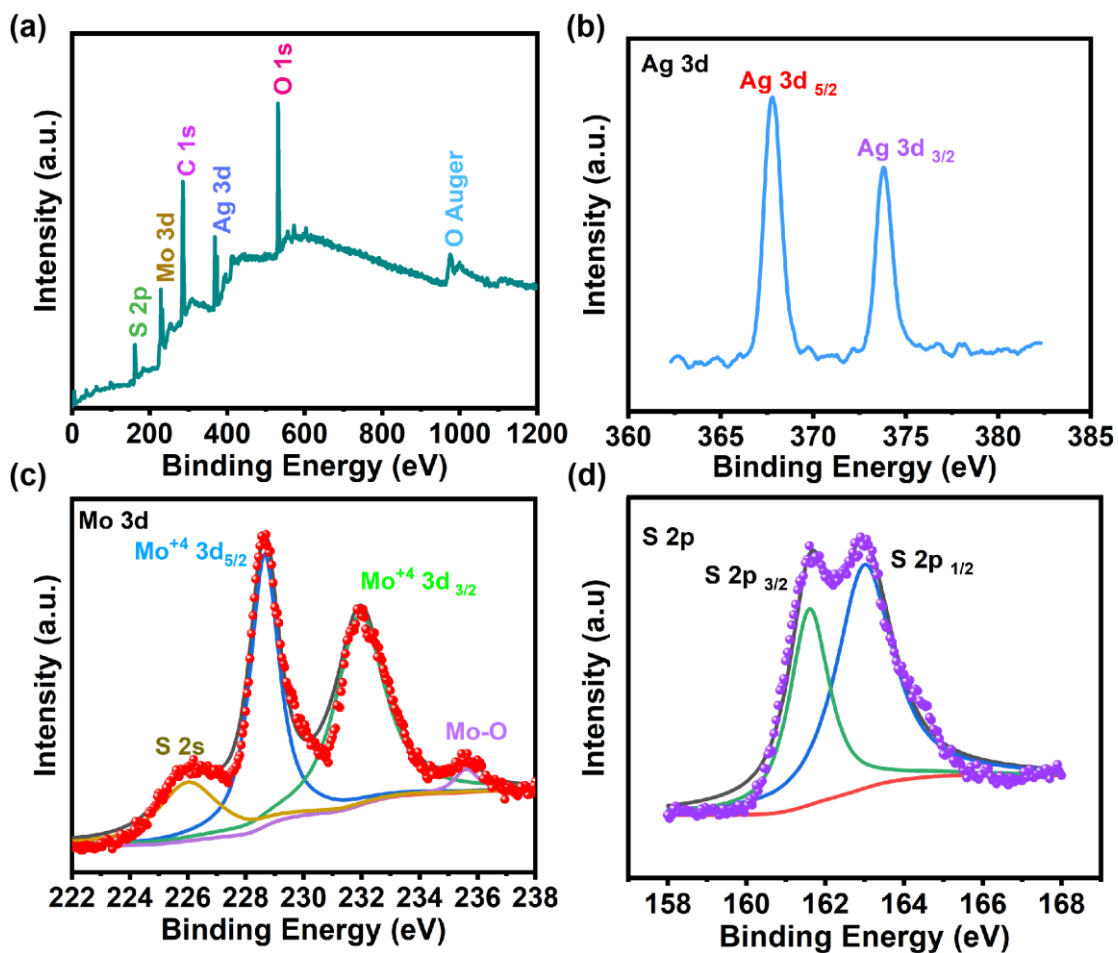 (a)
S 2p
Mo 3d
C 1s
Ag 3d
O 1s
O Auger
Intensity (a.u.)
0 200 400 600 800 1000 1200
Binding Energy (eV)
(b)
Ag 3d
Ag 3d 5/2
Ag 3d 3/2
Intensity (a.u.)
360 365 370 375 380 385
Binding Energy (eV)
(c)
Mo 3d
Mo+4 3d5/2
Mo+4 3d 3/2
S 2s
Mo-O
Intensity (a.u.)
222 224 226 228 230 232 234 236 238
Binding Energy (eV)
(d)
S 2p
S 2p 3/2
S 2p 1/2
Intensity (a.u)
158 160 162 163 164 166 168
Binding Energy (eV)